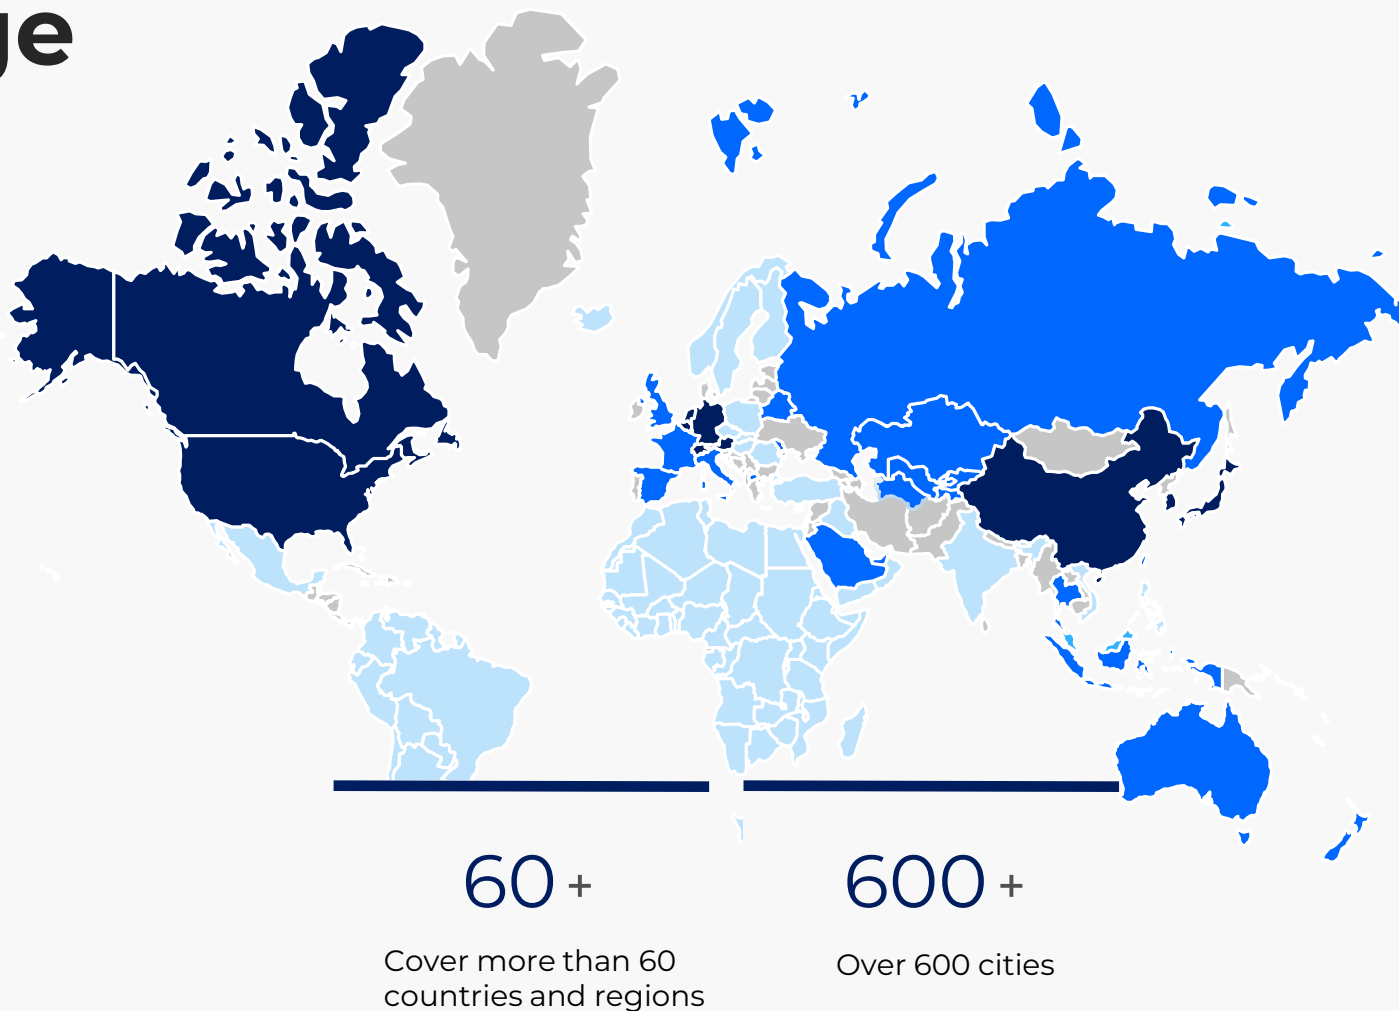 ge
60 +
Cover more than 60
countries and regions
600 +
Over 600 cities